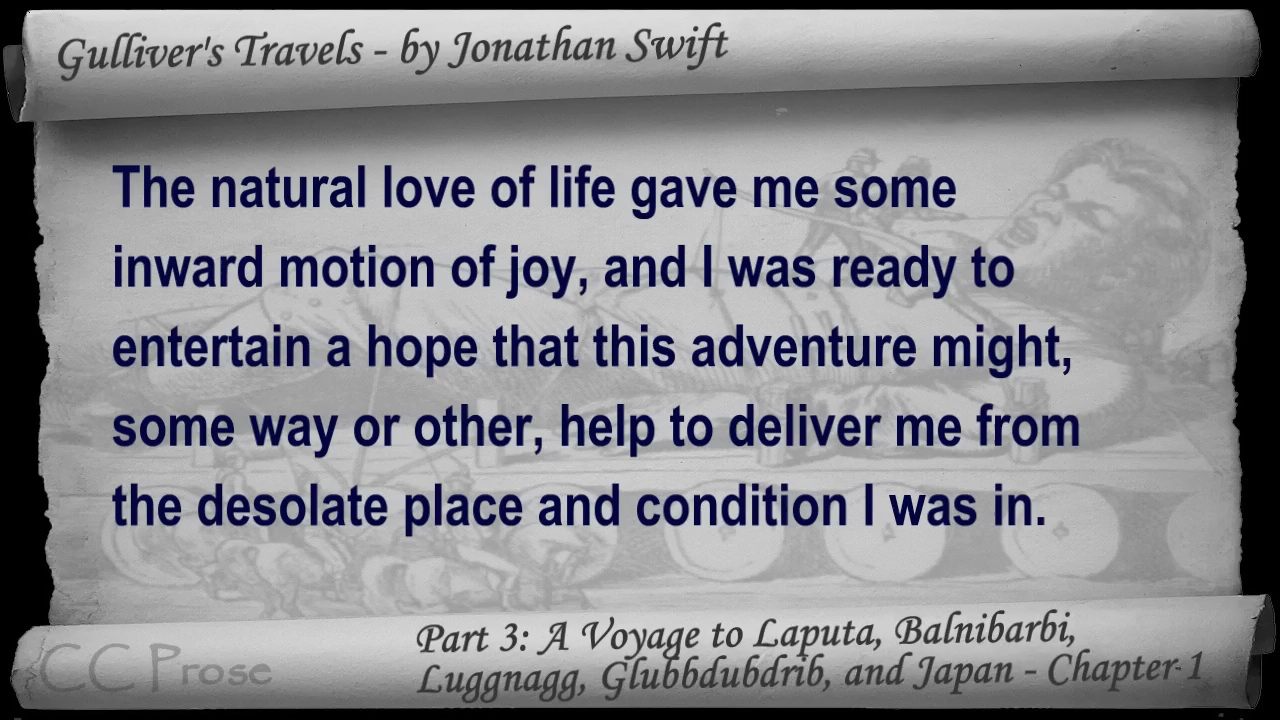 Gulliver's Travels - by Jonathan Swift
The natural love of life gave me some
inward motion of joy, and I was ready to
entertain a hope that this adventure might,
some way or other, help to deliver me from
the desolate place and condition I was in.
CC Prose
Part 3: A Voyage to Laputa, Balnibarbi,
Luggnagg, Glubbdubdrib, and Japan - Chapter 1